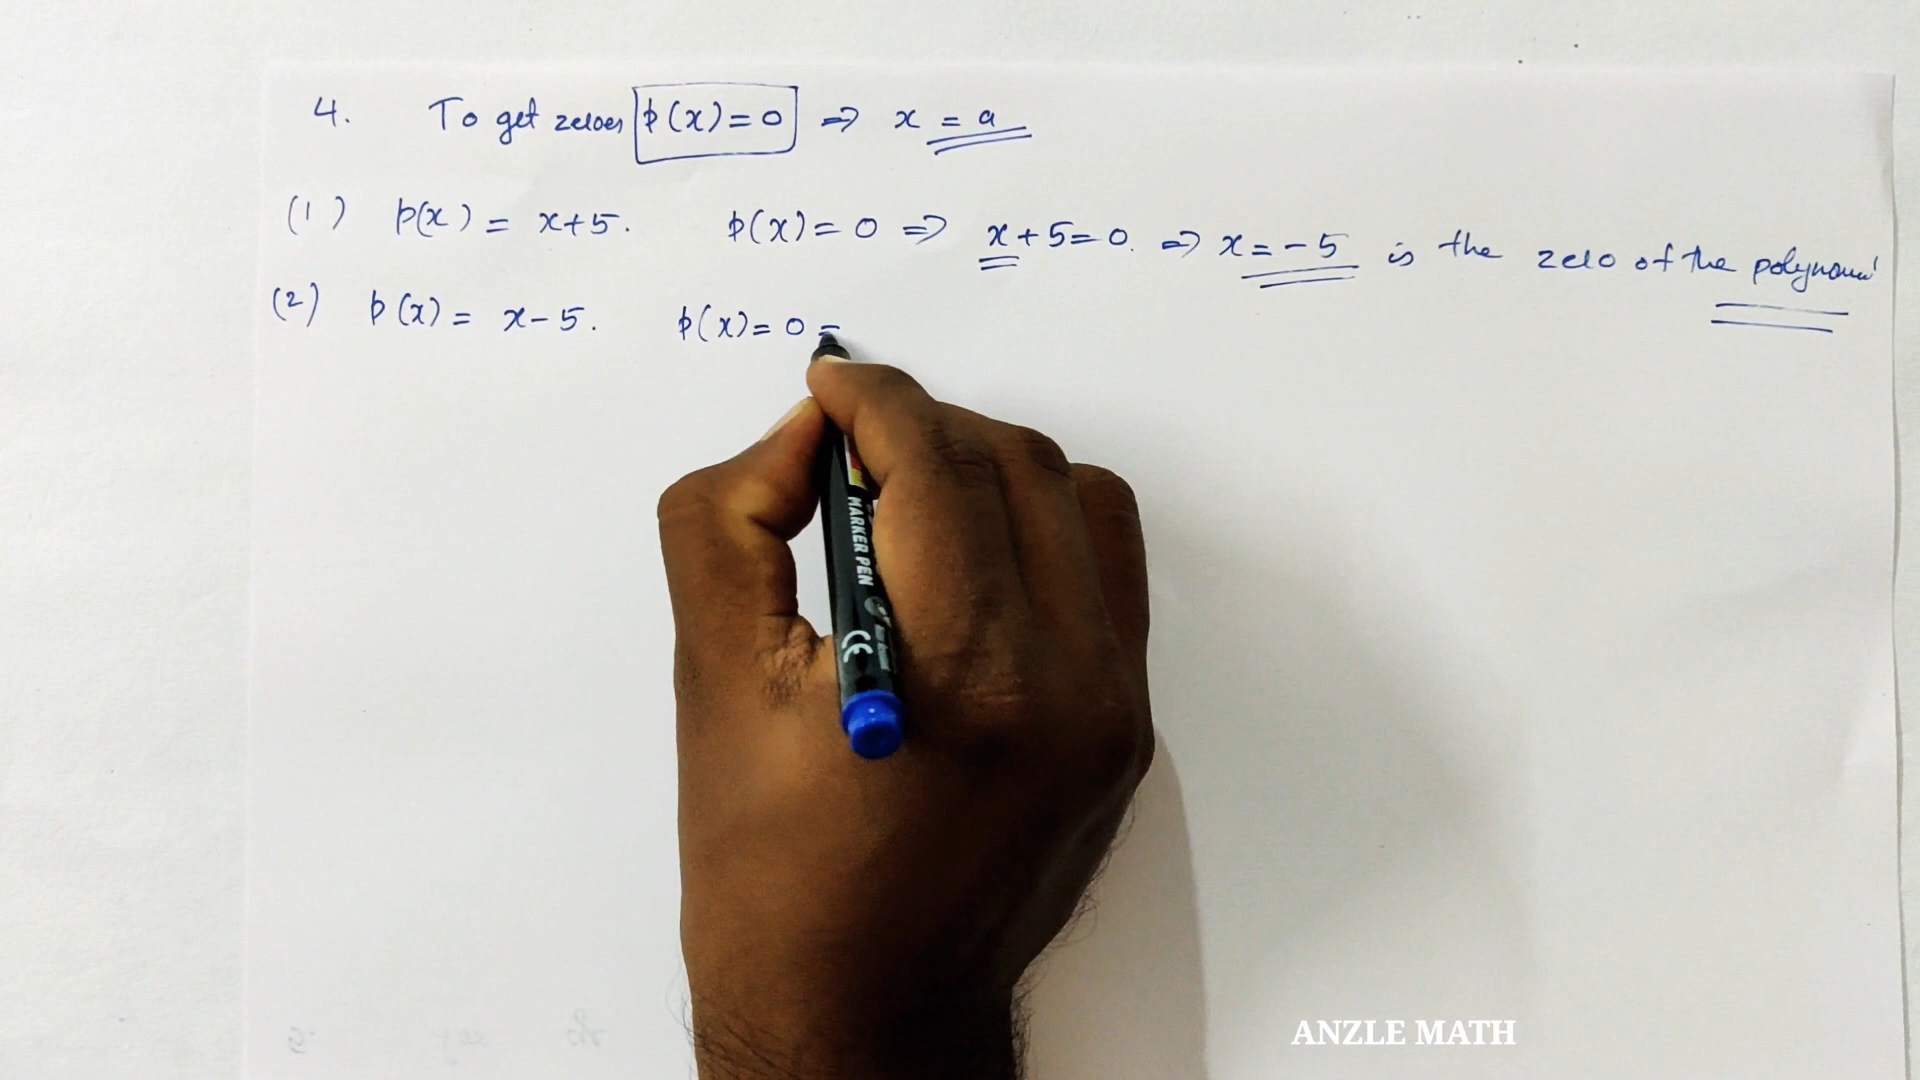 4. To get zeroes p(x) = 0 ⇒ x = a
(1) p(x) = x+5. p(x) = 0 ⇒ x+5=0. ⇒ x = -5 is the zero of the polynomial
(2) p(x) = x-5. p(x) = 0 =
MARKER PEN
CE
ANZLE MATH